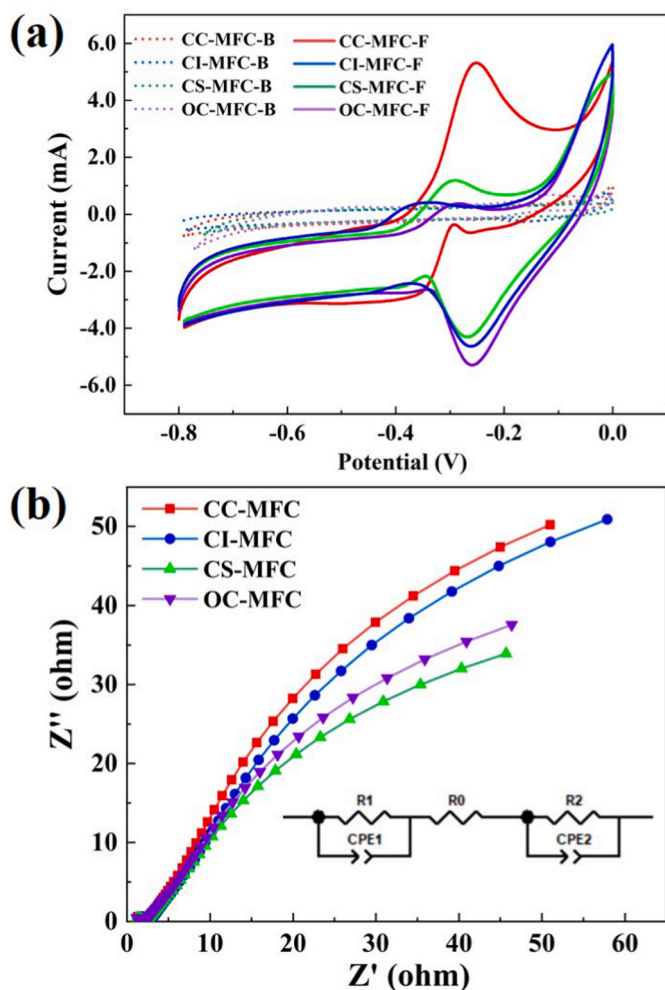 (a)
6.0
4.0
2.0
0.0
-2.0
-4.0
-6.0
Current (mA)
CC-MFC-B CC-MFC-F
CI-MFC-B CI-MFC-F
CS-MFC-B CS-MFC-F
OC-MFC-B OC-MFC-F
-0.8 -0.6 -0.4 -0.2 0.0
Potential (V)
(b)
50
40
30
20
10
0
Z'' (ohm)
CC-MFC
CI-MFC
CS-MFC
OC-MFC
R1 R0 R2
CPE1 CPE2
0 10 20 30 40 50 60
Z' (ohm)